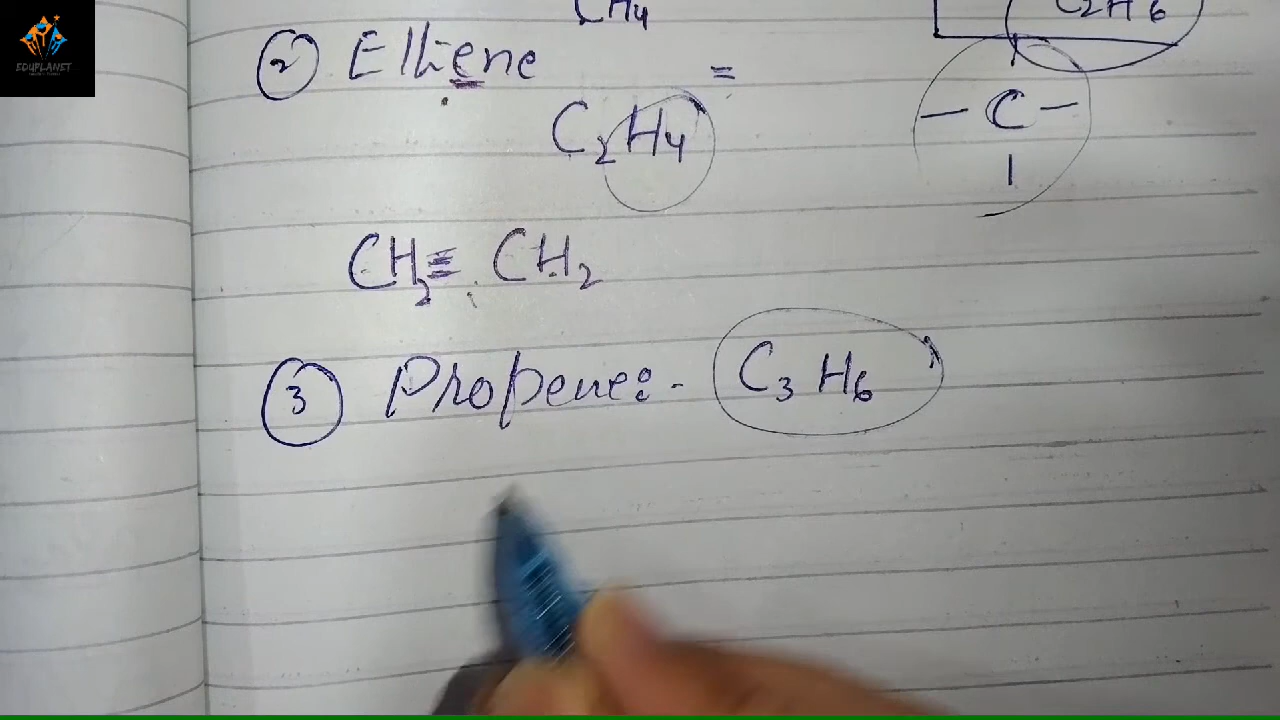 EDUPLANET
CH4
C2H6
② Ethene =
C2H4
– C –
CH2 ≡ CH2
③ Propene:- C3H6